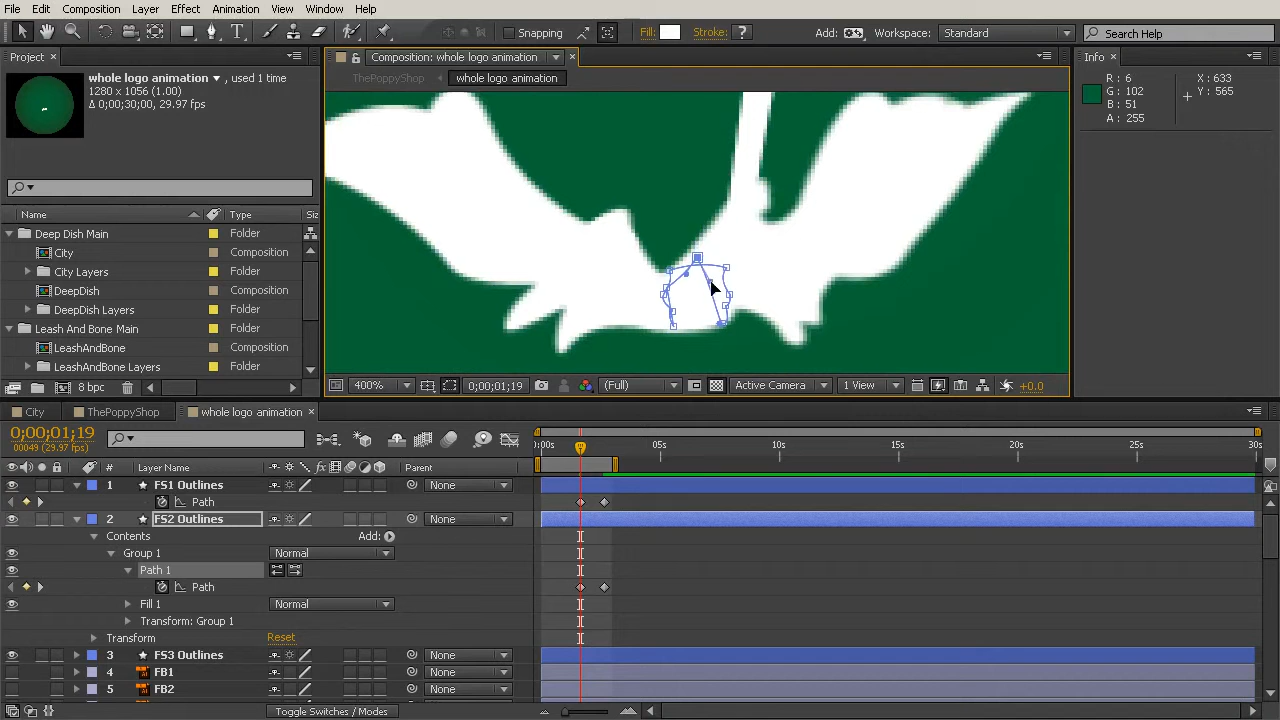 File Edit Composition Layer Effect Animation View Window Help
Snapping Fill: Stroke: ? Add: Workspace: Standard Search Help
Project Composition: whole logo animation Info
whole logo animation , used 1 time
1280 x 1056 (1.00)
Δ 0;00;30;00, 29.97 fps
ThePoppyShop whole logo animation
R : 6 X : 633
G : 102 Y : 565
B : 51
A : 255
Name Type Siz
DeepDish Main Folder
City Composition
City Layers Folder
DeepDish Composition
DeepDish Layers Folder
Leash And Bone Main Folder
LeashAndBone Composition
LeashAndBone Layers Folder
8 bpc 400% 0;00;01;19 (Full) Active Camera 1 View +0.0
City ThePoppyShop whole logo animation
0;00;01;19
00049 (29.97 fps)
0:00s 05s 10s 15s 20s 25s 30s
# Layer Name Parent
1 FS1 Outlines None
Path
2 FS2 Outlines None
Contents Add:
Group 1 Normal
Path 1
Path
Fill 1 Normal
Transform: Group 1
Transform Reset
3 FS3 Outlines None
4 FB1 None
5 FB2 None
Toggle Switches / Modes